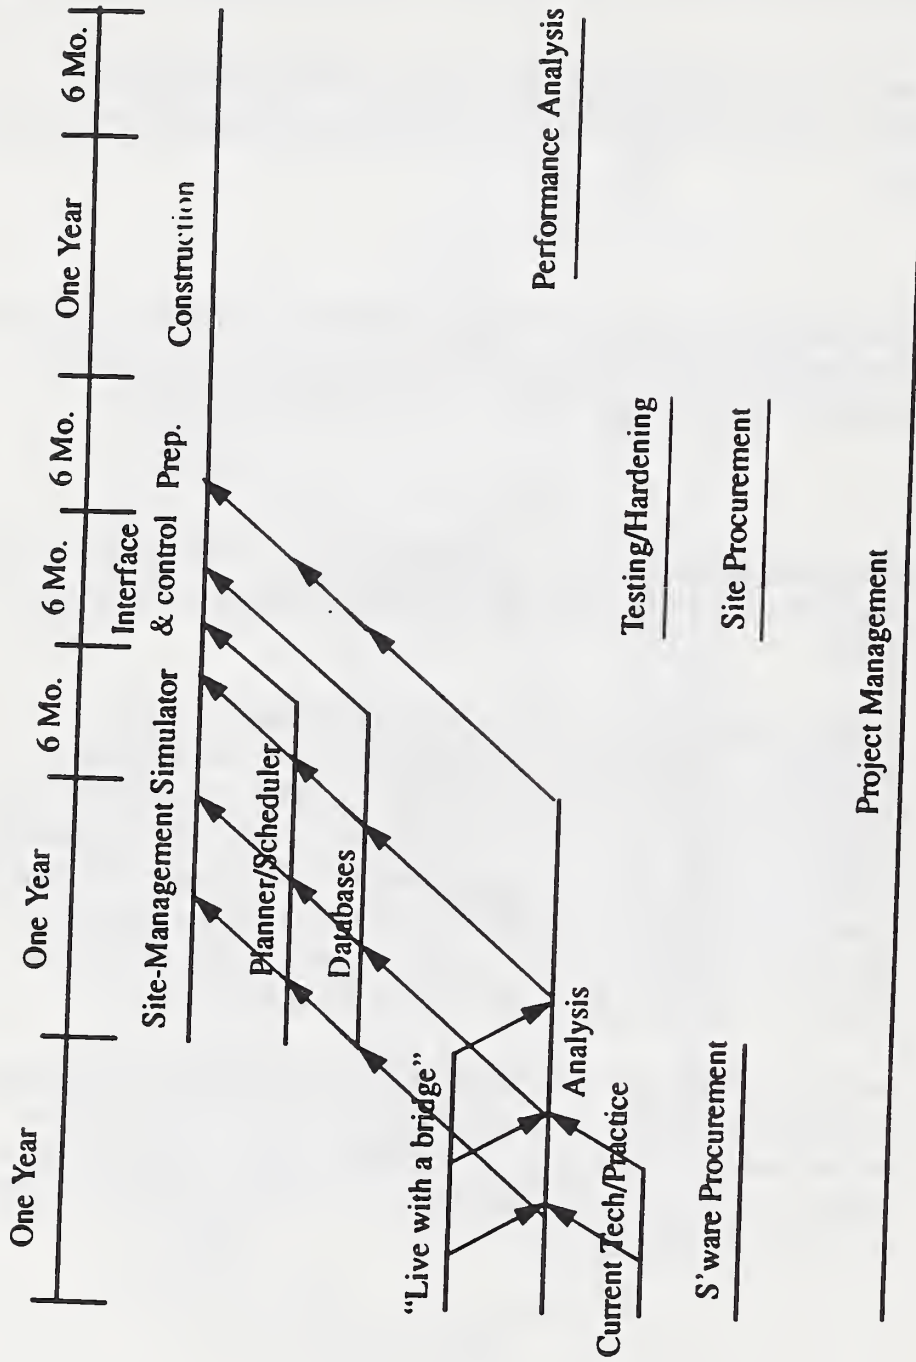 One Year
One Year
6 Mo.
6 Mo.
6 Mo.
One Year
6 Mo.
Site-Management Simulator
Interface
& control
Prep.
Construction
Planner/Scheduler
Databases
“Live with a bridge”
Analysis
Current Tech/Practice
Performance Analysis
Testing/Hardening
S’ware Procurement
Site Procurement
Project Management